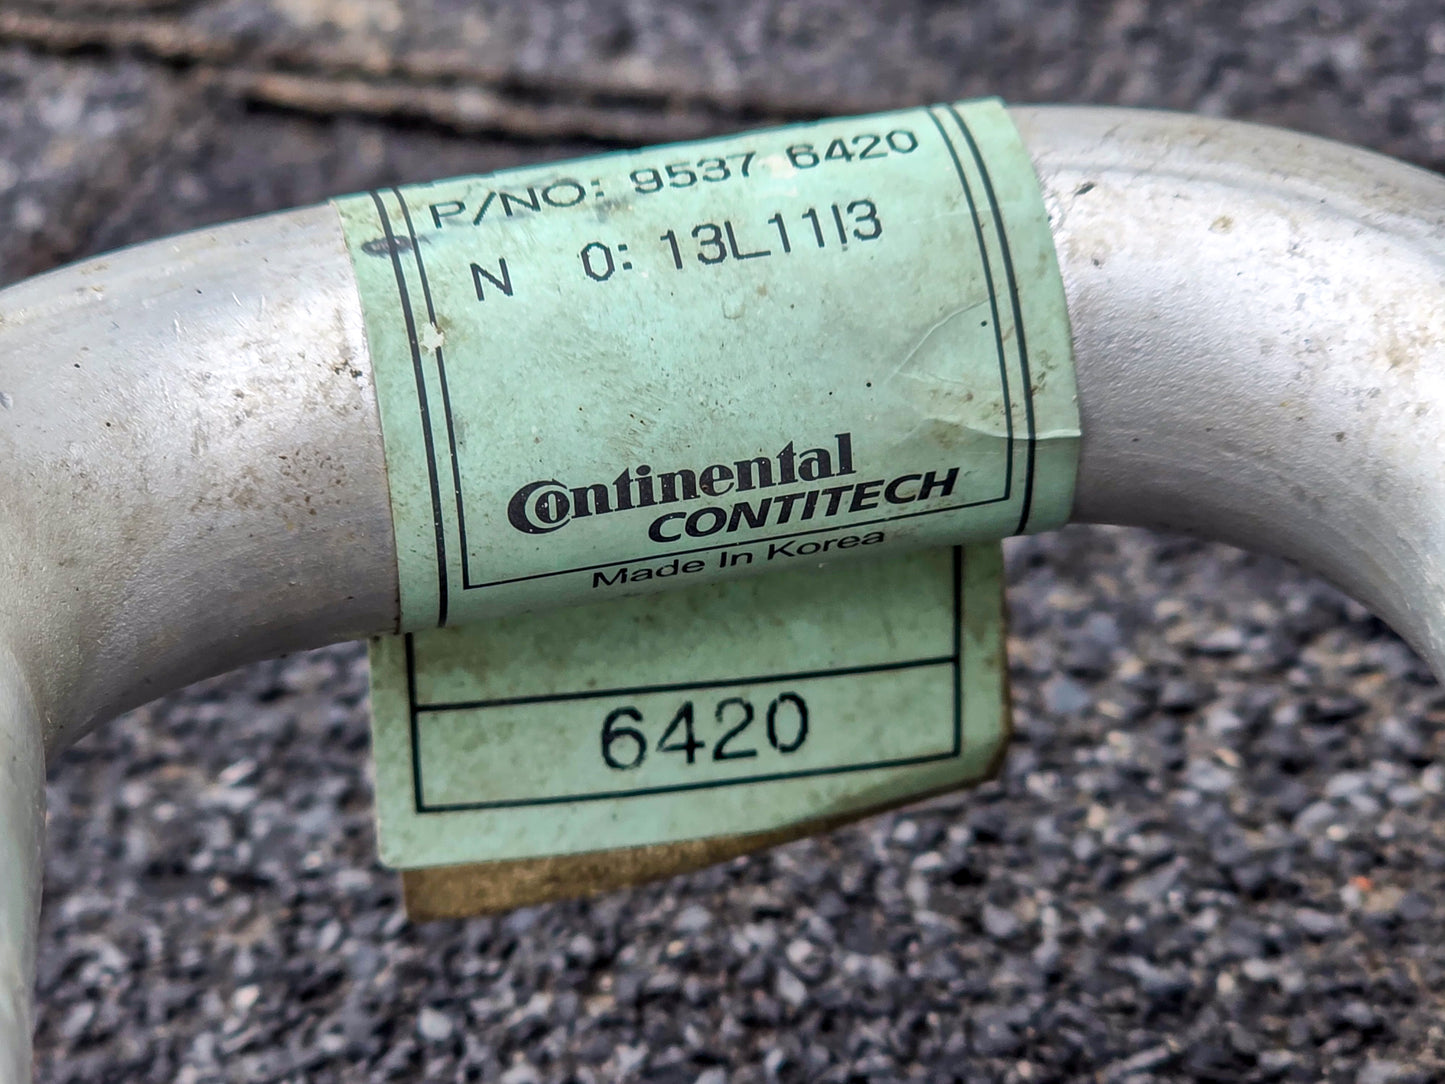 P/NO: 9537 6420
N 0: 13L11I3
Continental
CONTITECH
Made In Korea
6420